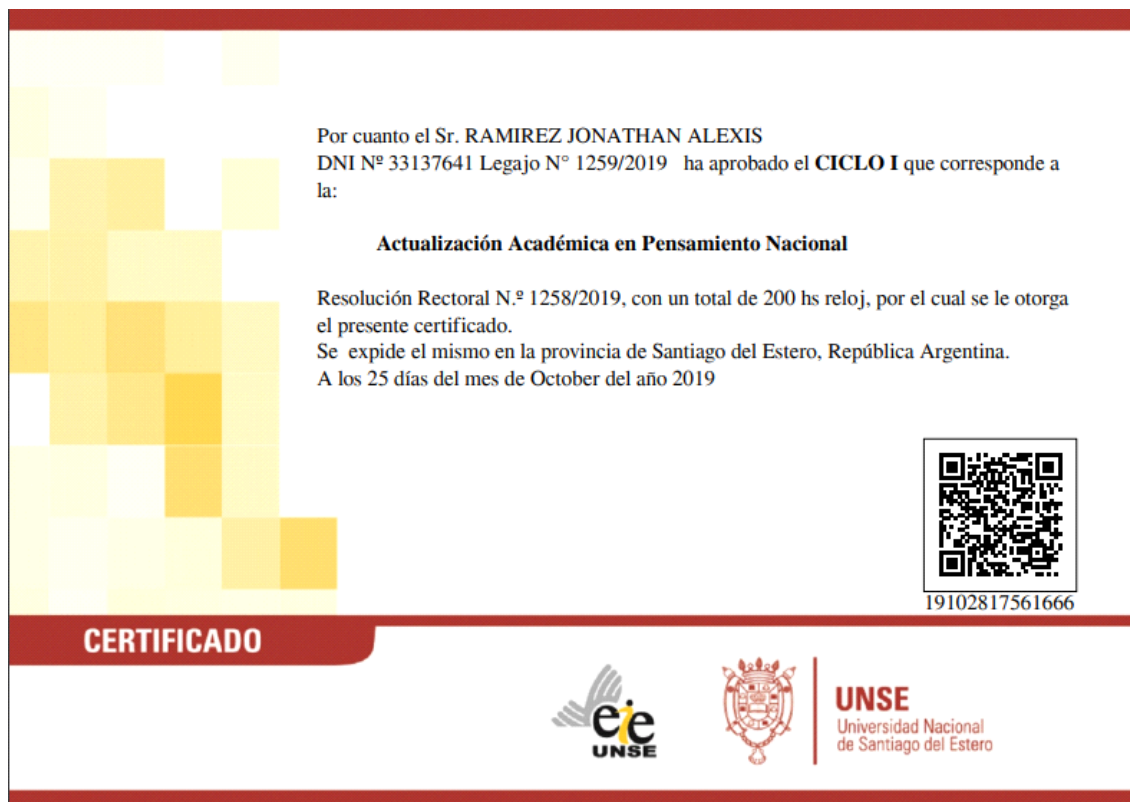 Por cuanto el Sr. RAMIREZ JONATHAN ALEXIS
DNI Nº 33137641 Legajo N° 1259/2019 ha aprobado el CICLO I que corresponde a
la:
Actualización Académica en Pensamiento Nacional
Resolución Rectoral N.º 1258/2019, con un total de 200 hs reloj, por el cual se le otorga
el presente certificado.
Se expide el mismo en la provincia de Santiago del Estero, República Argentina.
A los 25 días del mes de October del año 2019
19102817561666
CERTIFICADO
eie
UNSE
UNSE
Universidad Nacional
de Santiago del Estero